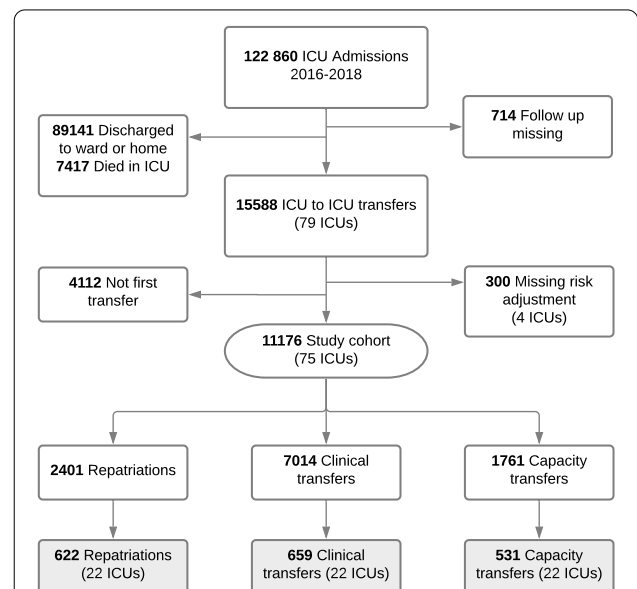 122 860 ICU Admissions
2016-2018
89141 Discharged
to ward or home
7417 Died in ICU
714 Follow up
missing
15588 ICU to ICU transfers
(79 ICUs)
4112 Not first
transfer
300 Missing risk
adjustment
(4 ICUs)
11176 Study cohort
(75 ICUs)
2401 Repatriations
7014 Clinical
transfers
1761 Capacity
transfers
622 Repatriations
(22 ICUs)
659 Clinical
transfers (22 ICUs)
531 Capacity
transfers (22 ICUs)